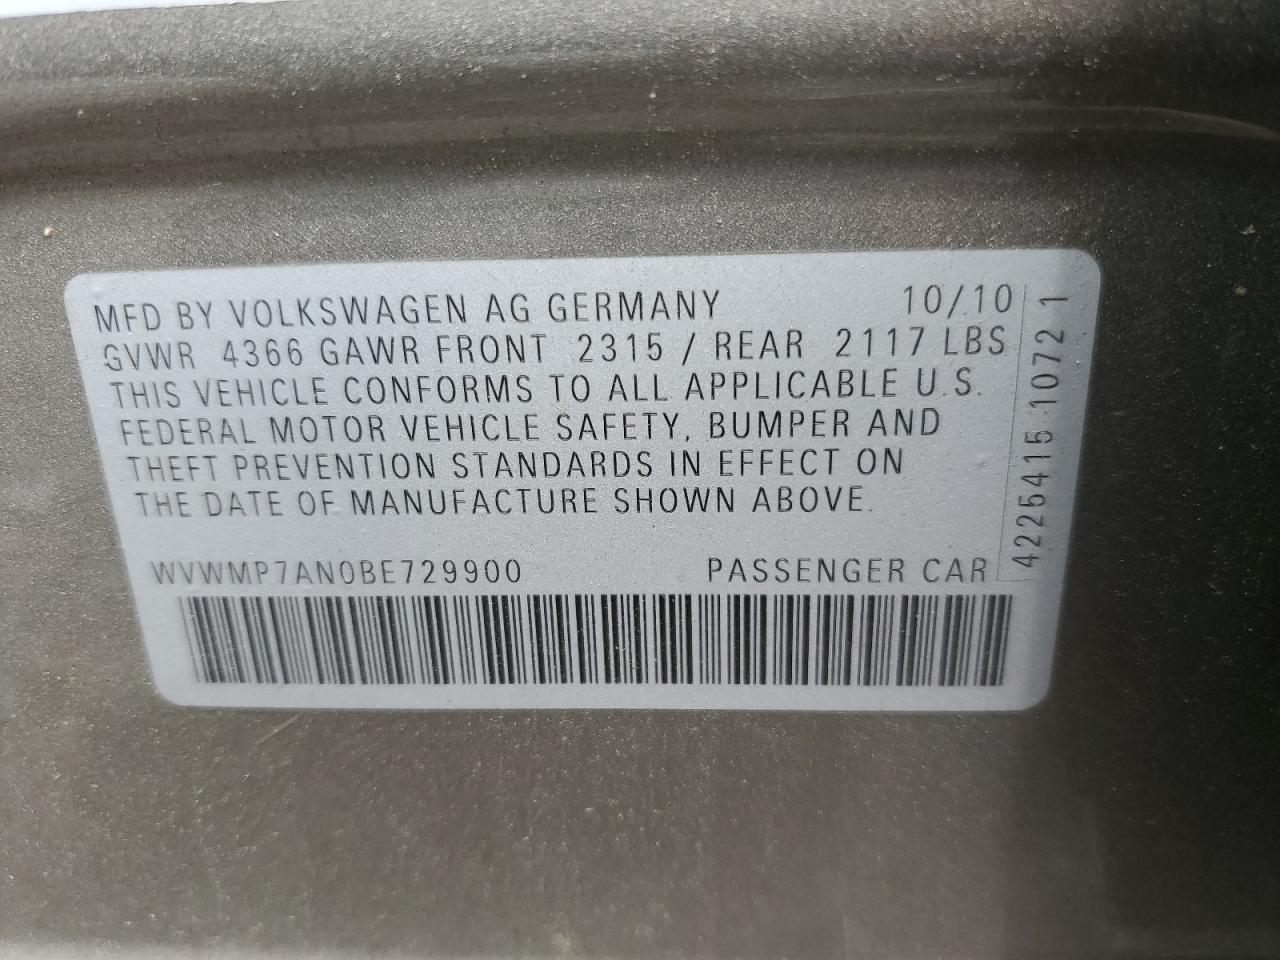 MFD BY VOLKSWAGEN AG GERMANY 10/10
GVWR 4366 GAWR FRONT 2315 / REAR 2117 LBS
THIS VEHICLE CONFORMS TO ALL APPLICABLE U.S.
FEDERAL MOTOR VEHICLE SAFETY, BUMPER AND
THEFT PREVENTION STANDARDS IN EFFECT ON
THE DATE OF MANUFACTURE SHOWN ABOVE.
WVWMP7AN0BE729900 PASSENGER CAR
4225415 1072 1